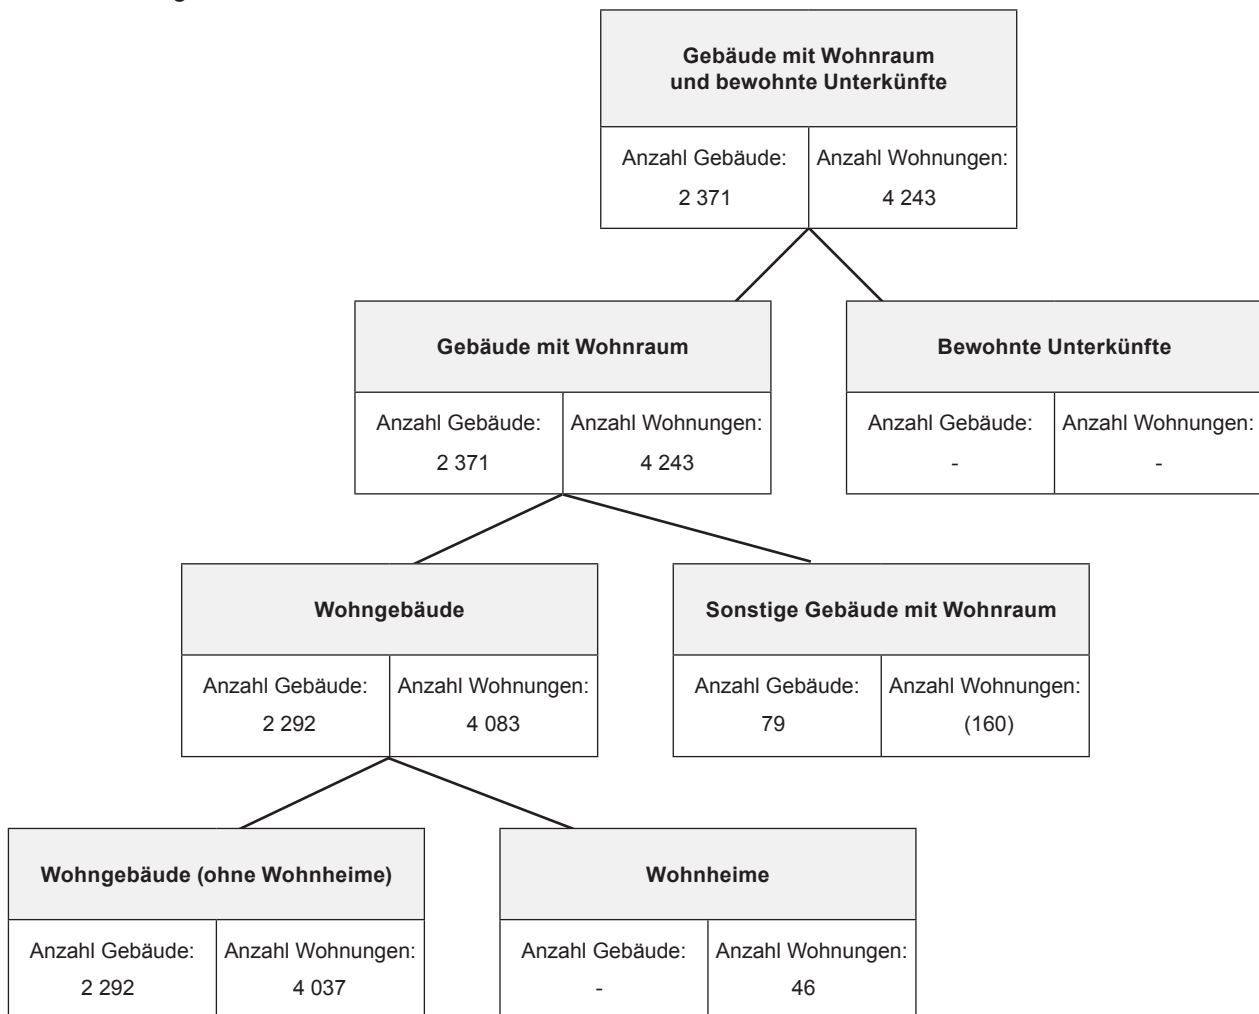 Gebäude mit Wohnraum
und bewohnte Unterkünfte
Anzahl Gebäude: Anzahl Wohnungen:
2 371 4 243
Gebäude mit Wohnraum
Anzahl Gebäude: Anzahl Wohnungen:
2 371 4 243
Bewohnte Unterkünfte
Anzahl Gebäude: Anzahl Wohnungen:
- -
Wohngebäude
Anzahl Gebäude: Anzahl Wohnungen:
2 292 4 083
Sonstige Gebäude mit Wohnraum
Anzahl Gebäude: Anzahl Wohnungen:
79 (160)
Wohngebäude (ohne Wohnheime)
Anzahl Gebäude: Anzahl Wohnungen:
2 292 4 037
Wohnheime
Anzahl Gebäude: Anzahl Wohnungen:
- 46